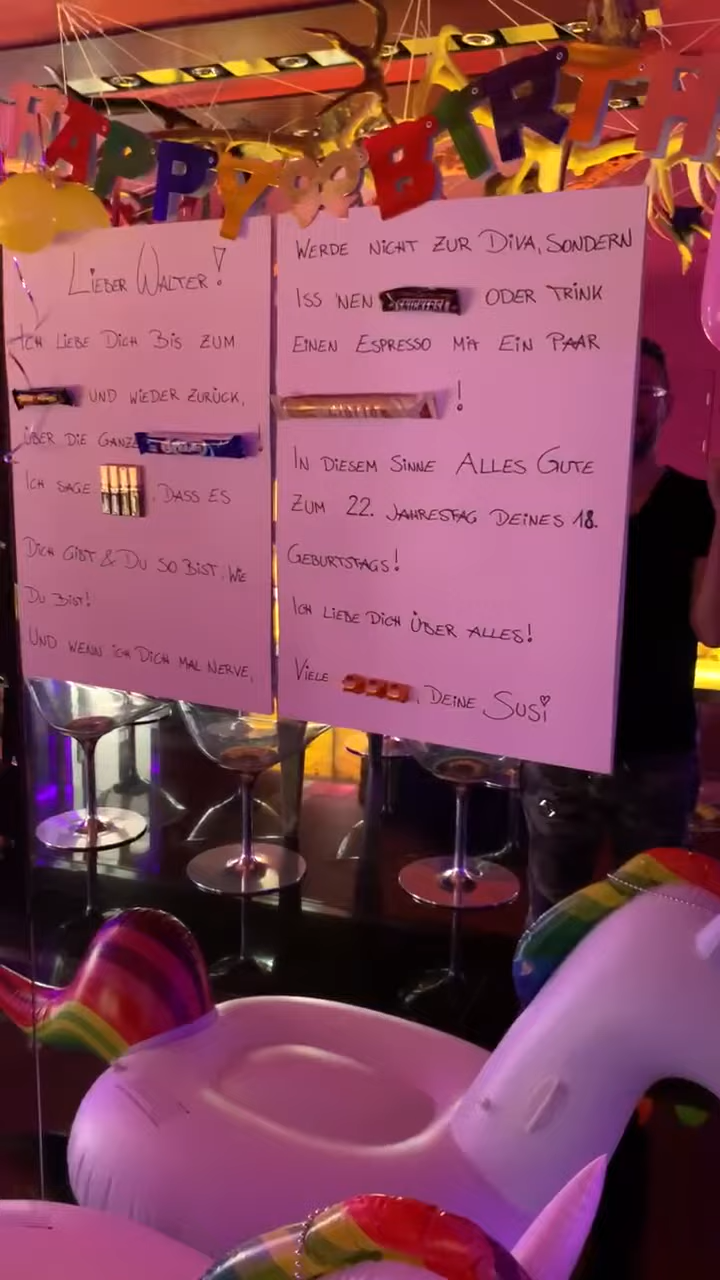 HAPPY BIRTH
LIEBER WALTER!
ICH LIEBE DICH BIS ZUM
UND WIEDER ZURÜCK,
ÜBER DIE GANZE !
ICH SAGE , DASS ES
DICH GIBT & DU SO BIST, WIE
DU BIST!
UND WENN ICH DICH MAL NERVE,
WERDE NICHT ZUR DIVA, SONDERN
ISS 'NEN SNICKERS ODER TRINK
EINEN ESPRESSO MIT EIN PAAR
!
IN DIESEM SINNE ALLES GUTE
ZUM 22. JAHRESTAG DEINES 18.
GEBURTSTAGS!
ICH LIEBE DICH ÜBER ALLES!
VIELE , DEINE SUSI